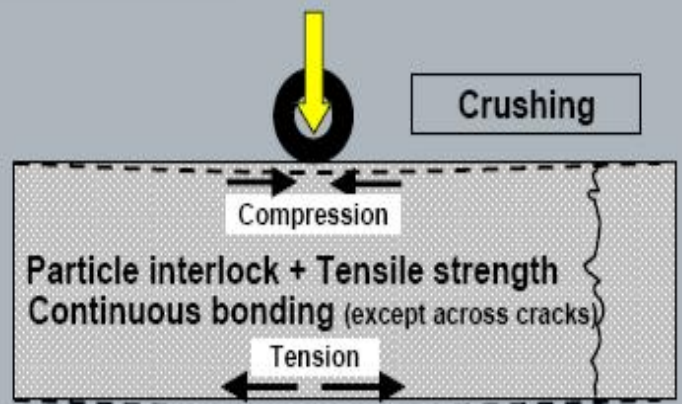 Crushing
Compression
Particle interlock + Tensile strength
Continuous bonding (except across cracks)
Tension